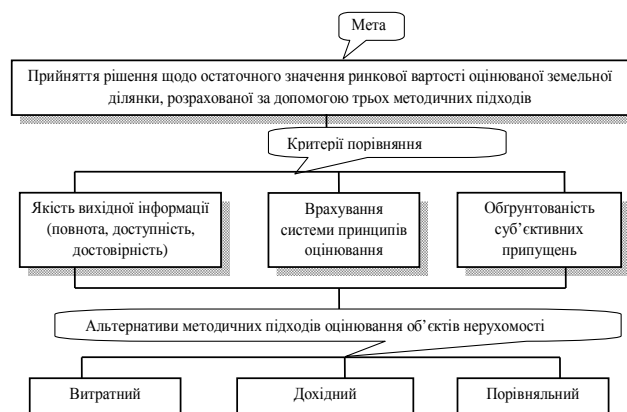 Мета
Прийняття рішення щодо остаточного значення ринкової вартості оцінюваної земельної
ділянки, розрахованої за допомогою трьох методичних підходів
Критерії порівняння
Якість вихідної інформації
(повнота, доступність,
достовірність)
Врахування
системи принципів
оцінювання
Обґрунтованість
суб’єктивних
припущень
Альтернативи методичних підходів оцінювання об’єктів нерухомості
Витратний
Дохідний
Порівняльний